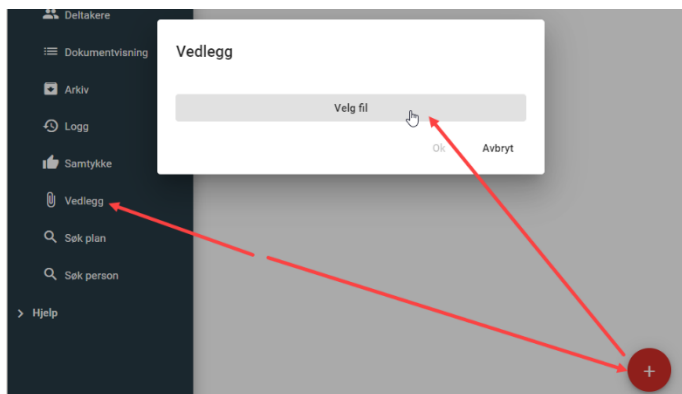 Deltakere
Dokumentvisning
Arkiv
Logg
Samtykke
Vedlegg
Søk plan
Søk person
Hjelp
Vedlegg
Velg fil
Ok Avbryt
+